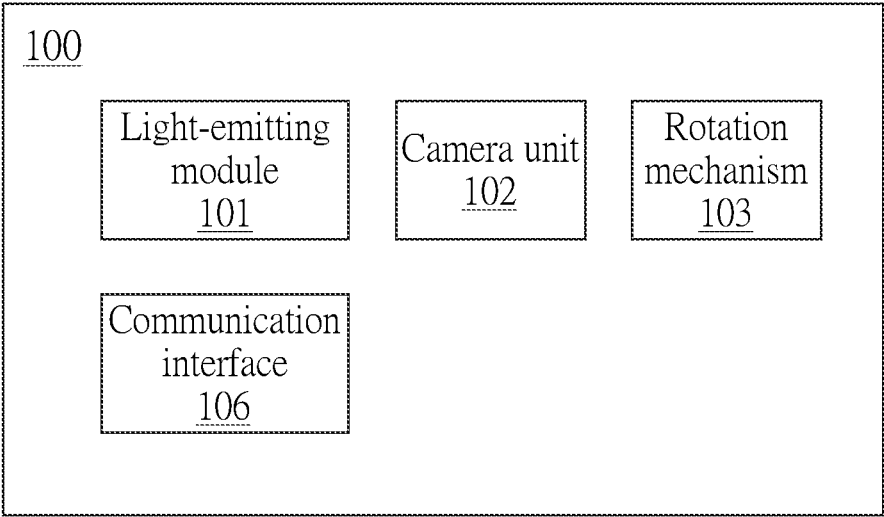 100
Light-emitting
module
101
Camera unit
102
Rotation
mechanism
103
Communication
interface
106